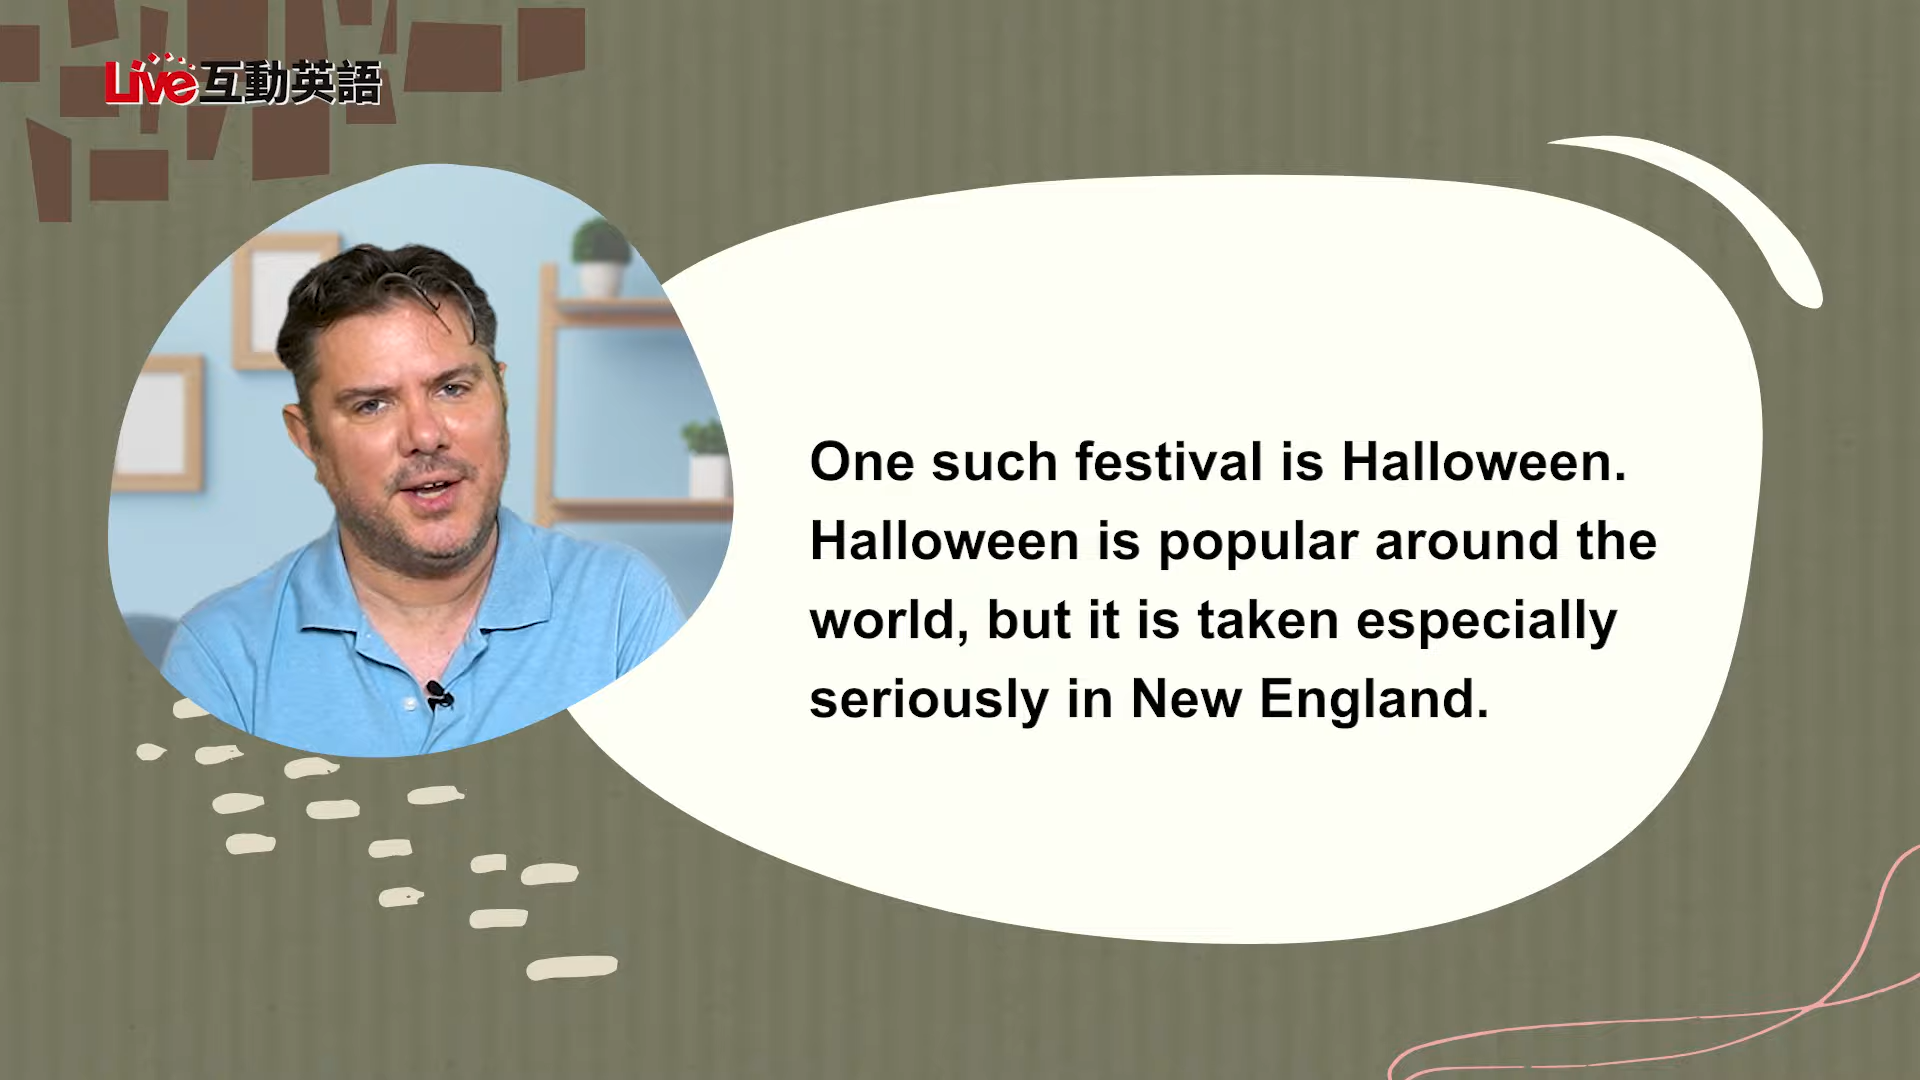 Live互動英語
One such festival is Halloween.
Halloween is popular around the
world, but it is taken especially
seriously in New England.